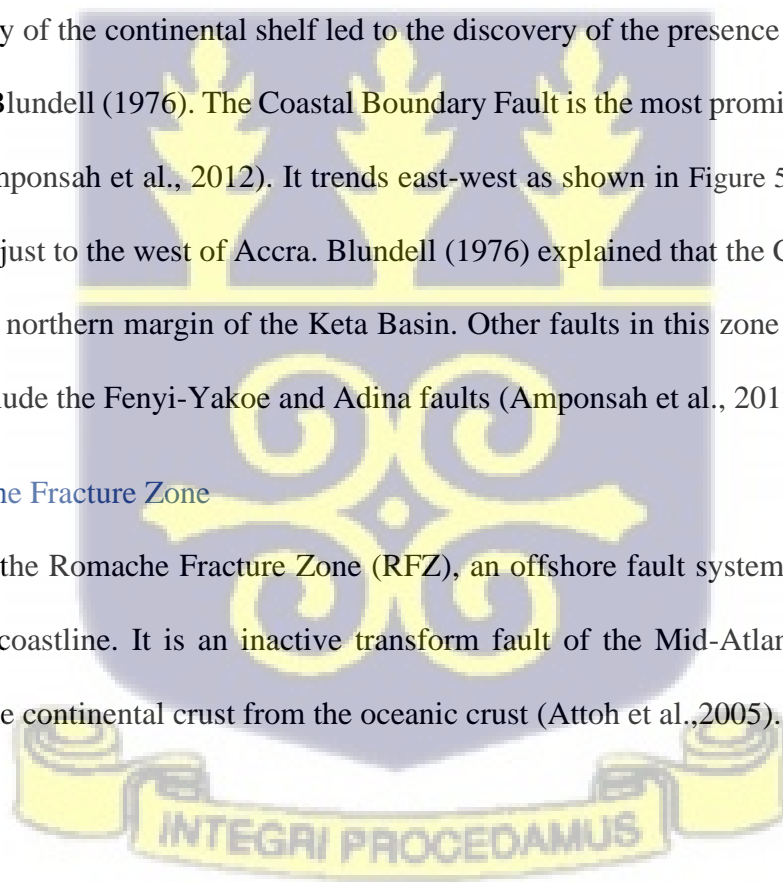 y of the continental shelf led to the discovery of the presence
Blundell (1976). The Coastal Boundary Fault is the most promi
mponsah et al., 2012). It trends east-west as shown in Figure 5
just to the west of Accra. Blundell (1976) explained that the C
northern margin of the Keta Basin. Other faults in this zone
lude the Fenyi-Yakoe and Adina faults (Amponsah et al., 201
he Fracture Zone
the Romache Fracture Zone (RFZ), an offshore fault system
coastline. It is an inactive transform fault of the Mid-Atlan
e continental crust from the oceanic crust (Attoh et al.,2005).
INTEGRI PROCEDAMUS